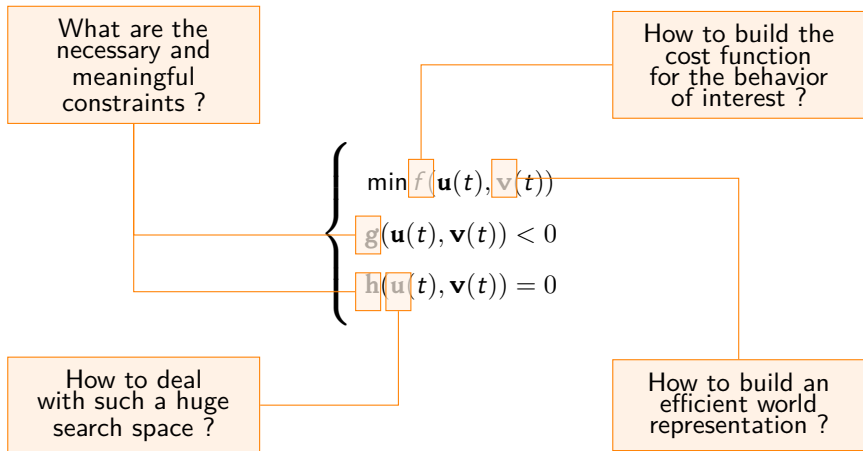 What are the
necessary and
meaningful
constraints ?
How to build the
cost function
for the behavior
of interest ?
min f(u(t), v(t))
g(u(t), v(t)) < 0
h(u(t), v(t)) = 0
How to deal
with such a huge
search space ?
How to build an
efficient world
representation ?